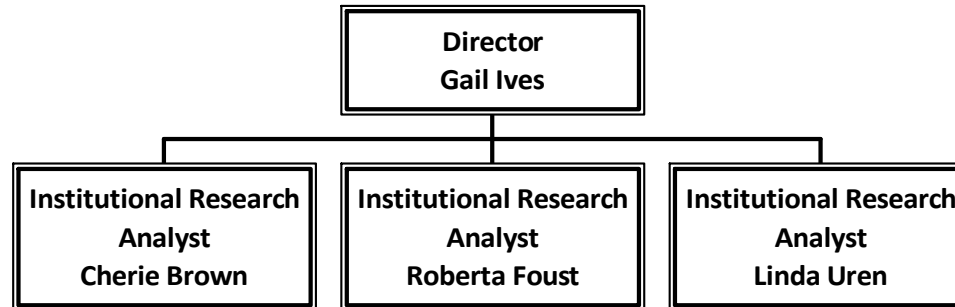 Director
Gail Ives
Institutional Research
Analyst
Cherie Brown
Institutional Research
Analyst
Roberta Foust
Institutional Research
Analyst
Linda Uren